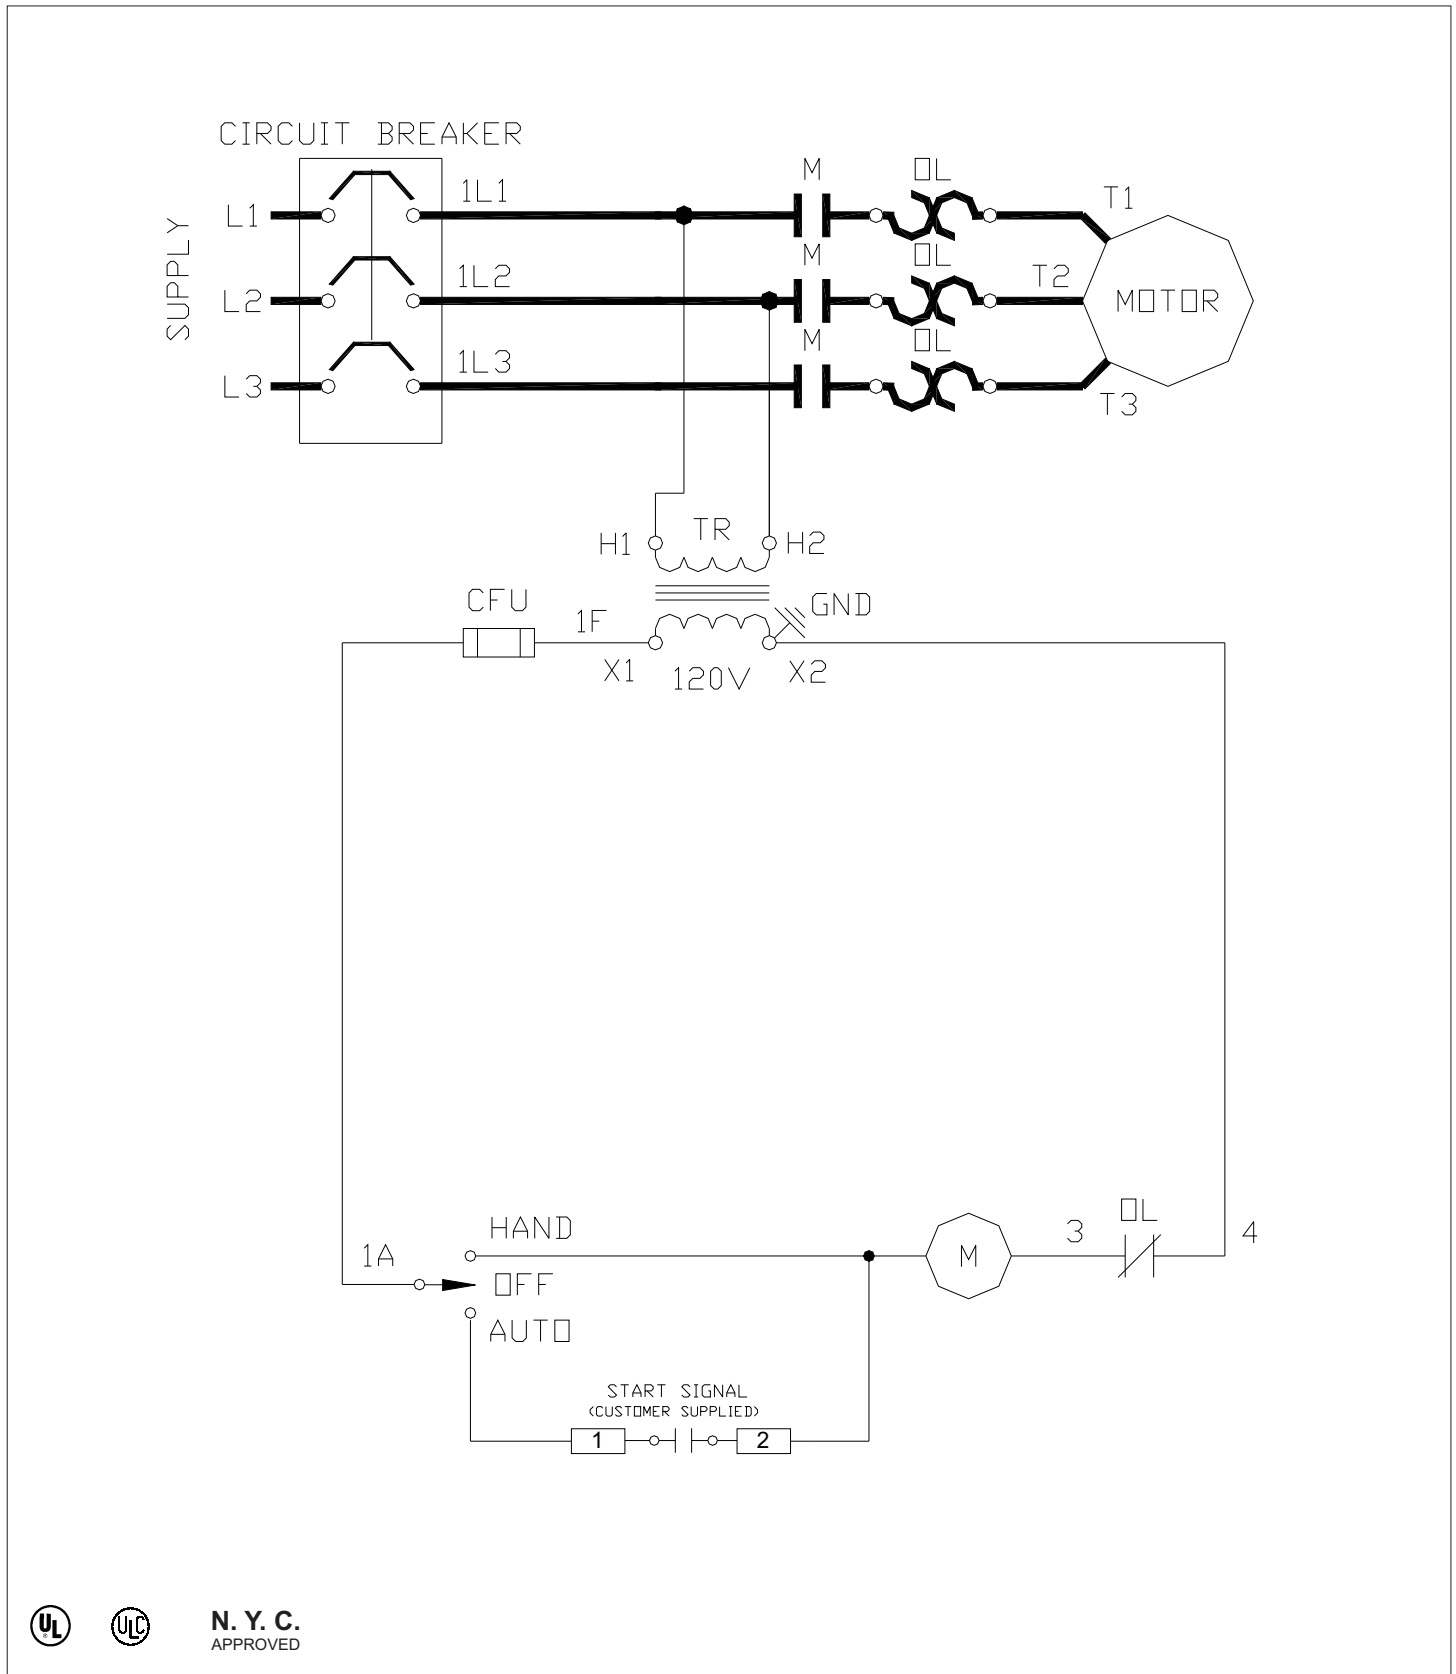 CIRCUIT BREAKER
SUPPLY
L1
1L1
M
OL
T1
L2
1L2
M
OL
T2
MOTOR
L3
1L3
M
OL
T3
H1
TR
H2
CFU
1F
GND
X1
120V
X2
HAND
1A
OFF
AUTO
M
3
OL
4
START SIGNAL
(CUSTOMER SUPPLIED)
1
2
UL
®
ULC
N. Y. C.
APPROVED